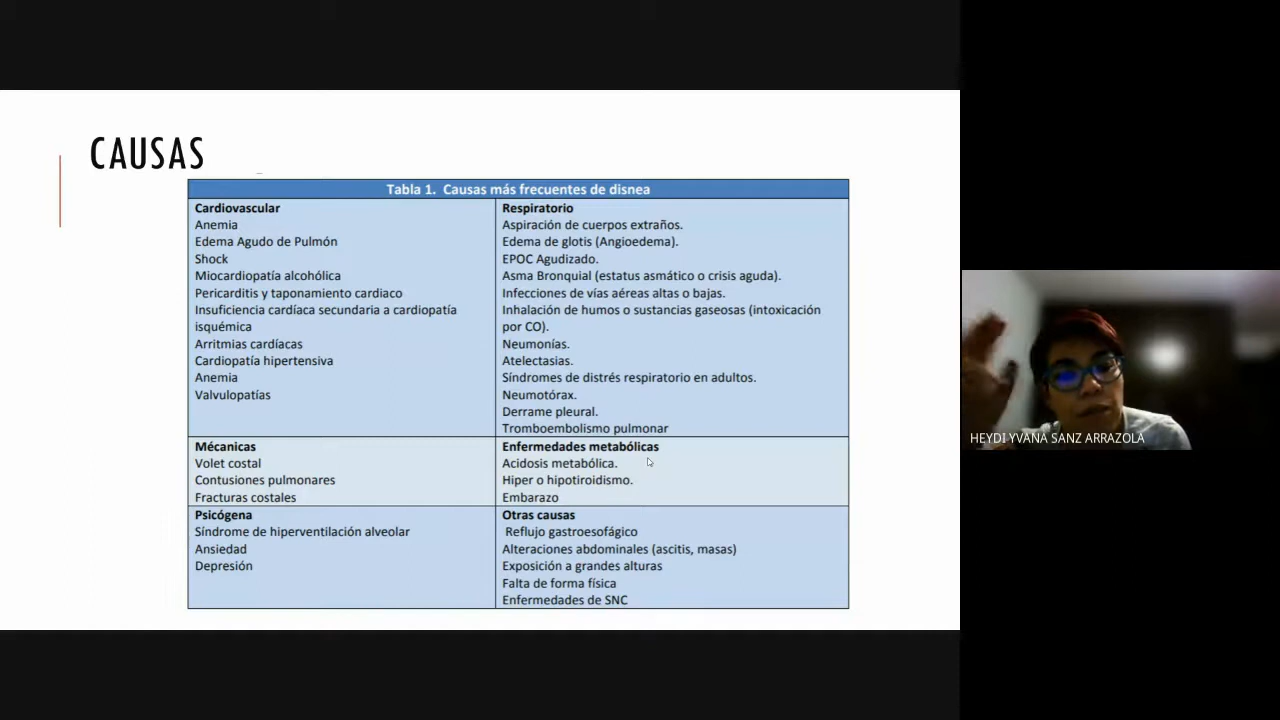 CAUSAS
Tabla 1. Causas más frecuentes de disnea
Cardiovascular
Anemia
Edema Agudo de Pulmón
Shock
Miocardiopatía alcohólica
Pericarditis y taponamiento cardiaco
Insuficiencia cardíaca secundaria a cardiopatía
isquémica
Arritmias cardíacas
Cardiopatía hipertensiva
Anemia
Valvulopatías
Respiratorio
Aspiración de cuerpos extraños.
Edema de glotis (Angioedema).
EPOC Agudizado.
Asma Bronquial (estatus asmático o crisis aguda).
Infecciones de vías aéreas altas o bajas.
Inhalación de humos o sustancias gaseosas (intoxicación
por CO).
Neumonías.
Atelectasias.
Síndromes de distrés respiratorio en adultos.
Neumotórax.
Derrame pleural.
Tromboembolismo pulmonar
Mécanicas
Volet costal
Contusiones pulmonares
Fracturas costales
Enfermedades metabólicas
Acidosis metabólica.
Hiper o hipotiroidismo.
Embarazo
Psicógena
Síndrome de hiperventilación alveolar
Ansiedad
Depresión
Otras causas
Reflujo gastroesofágico
Alteraciones abdominales (ascitis, masas)
Exposición a grandes alturas
Falta de forma física
Enfermedades de SNC
HEYDI YVANA SANZ ARRAZOLA